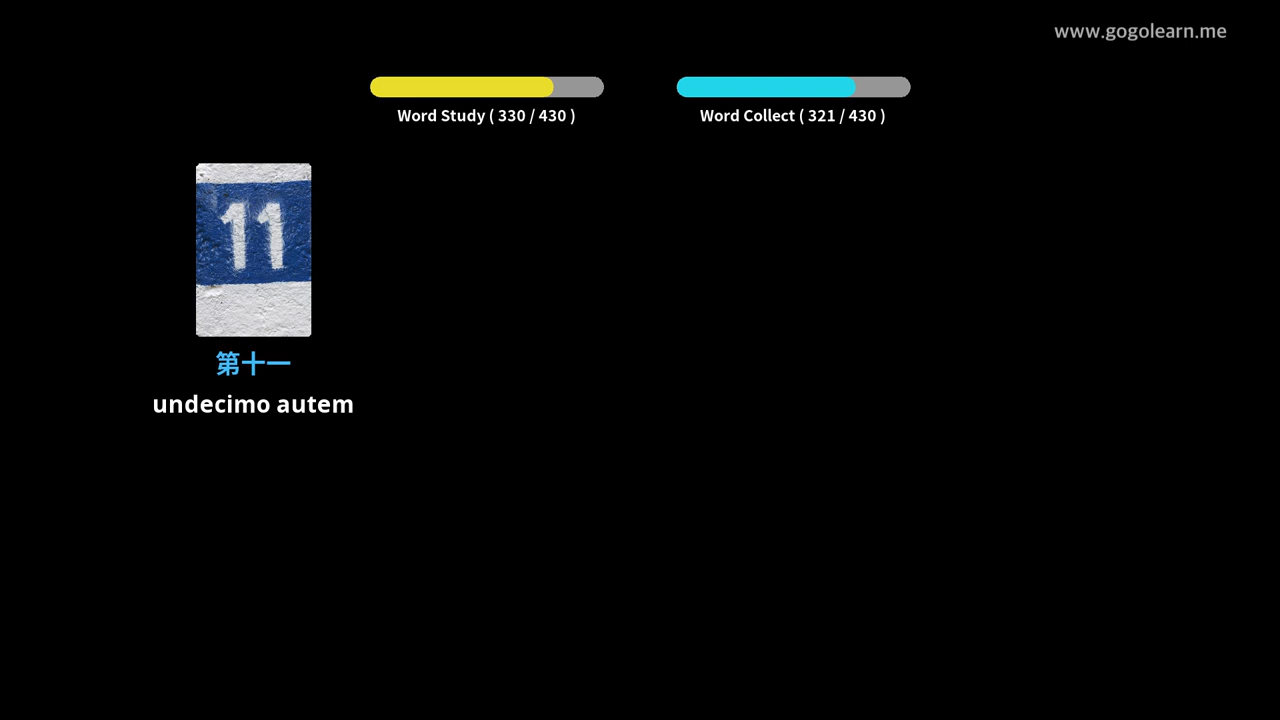 www.gogolearn.me
Word Study ( 330 / 430 )
Word Collect ( 321 / 430 )
11
第十一
undecimo autem